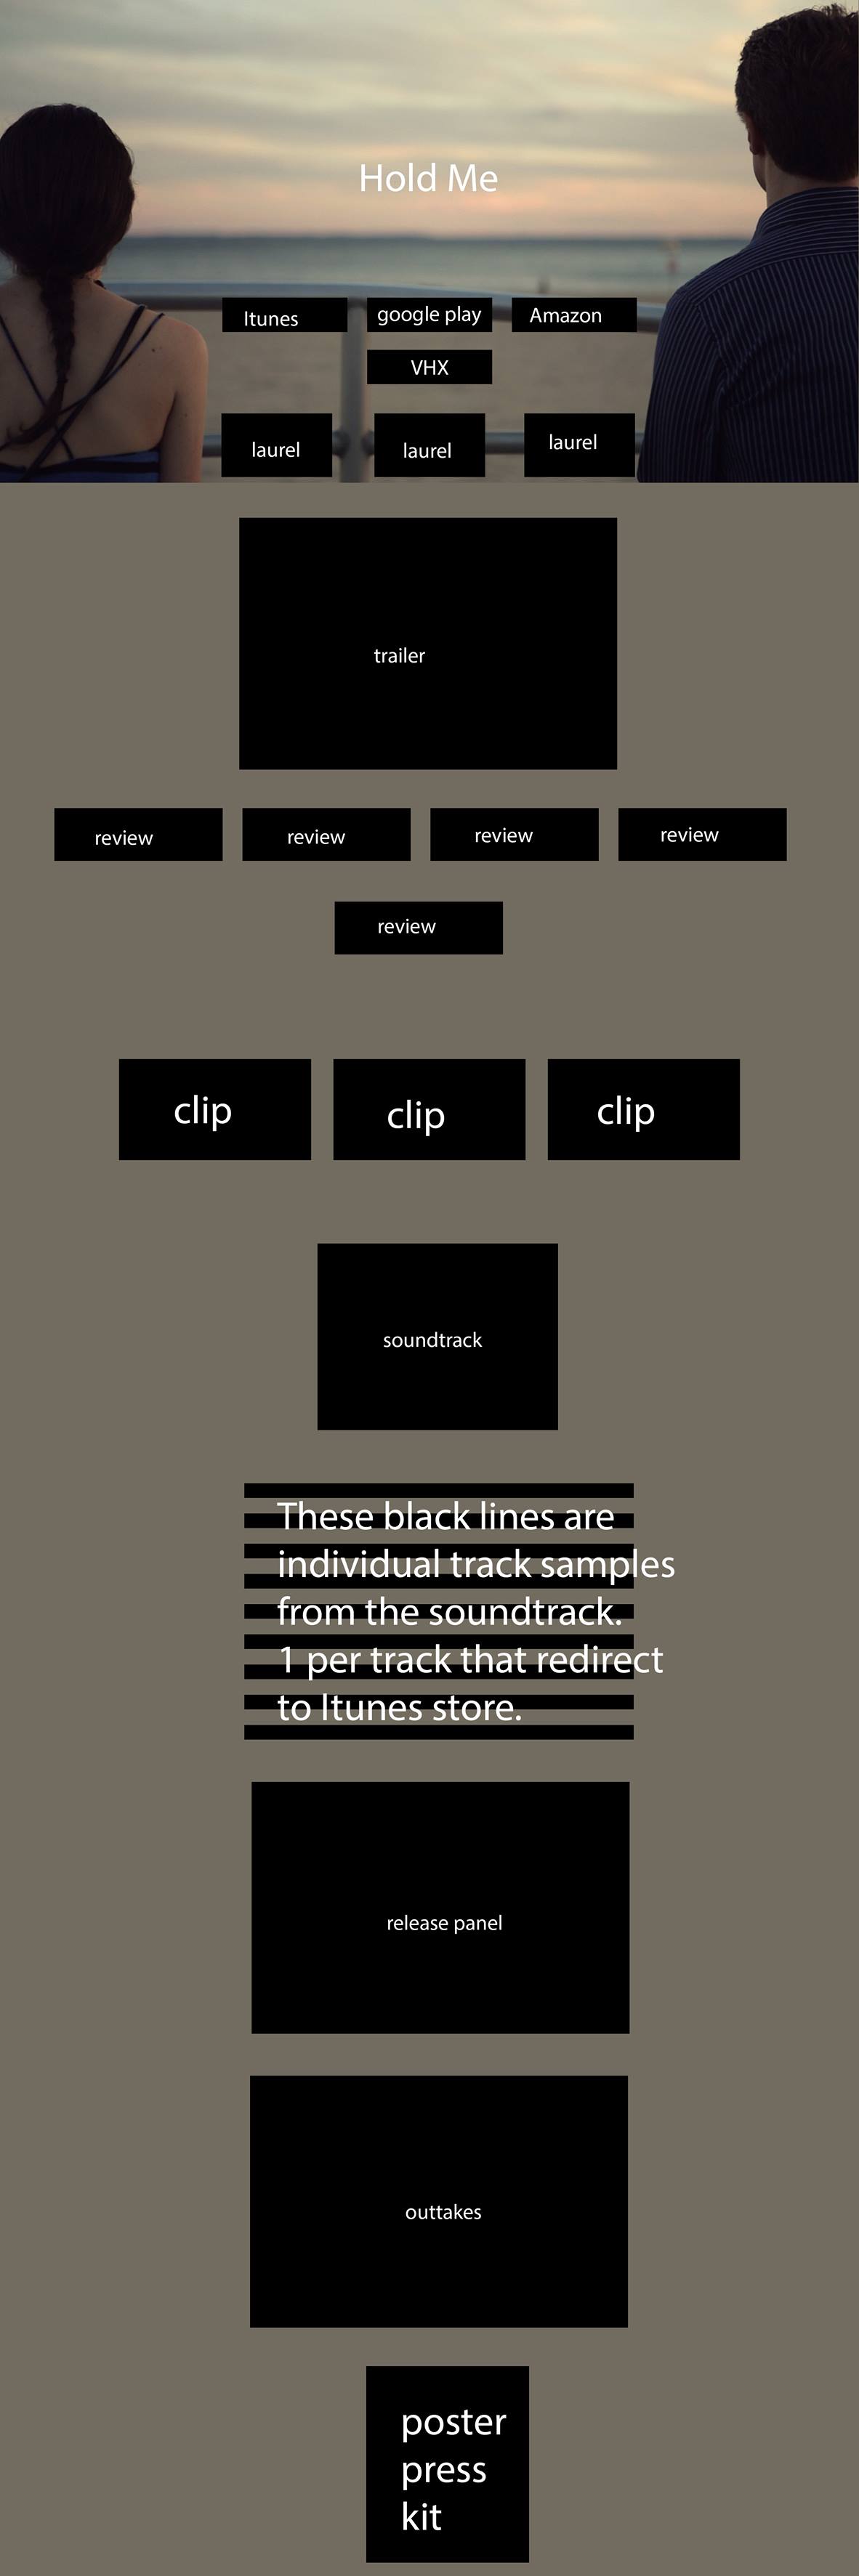 Hold Me
Itunes
google play
Amazon
VHX
laurel
laurel
laurel
trailer
review
review
review
review
review
clip
clip
clip
soundtrack
These black lines are
individual track samples
from the soundtrack.
1 per track that redirect
to Itunes store.
release panel
outtakes
poster
press
kit